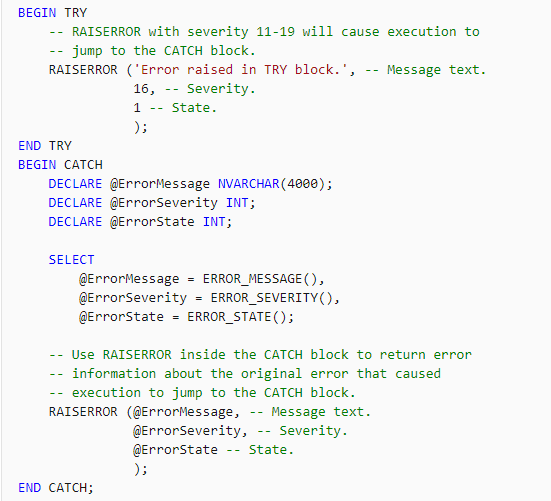 BEGIN TRY
    -- RAISERROR with severity 11-19 will cause execution to
    -- jump to the CATCH block.
    RAISERROR ('Error raised in TRY block.', -- Message text.
               16, -- Severity.
               1 -- State.
               );
END TRY
BEGIN CATCH
    DECLARE @ErrorMessage NVARCHAR(4000);
    DECLARE @ErrorSeverity INT;
    DECLARE @ErrorState INT;

    SELECT
        @ErrorMessage = ERROR_MESSAGE(),
        @ErrorSeverity = ERROR_SEVERITY(),
        @ErrorState = ERROR_STATE();

    -- Use RAISERROR inside the CATCH block to return error
    -- information about the original error that caused
    -- execution to jump to the CATCH block.
    RAISERROR (@ErrorMessage, -- Message text.
               @ErrorSeverity, -- Severity.
               @ErrorState -- State.
               );
END CATCH;